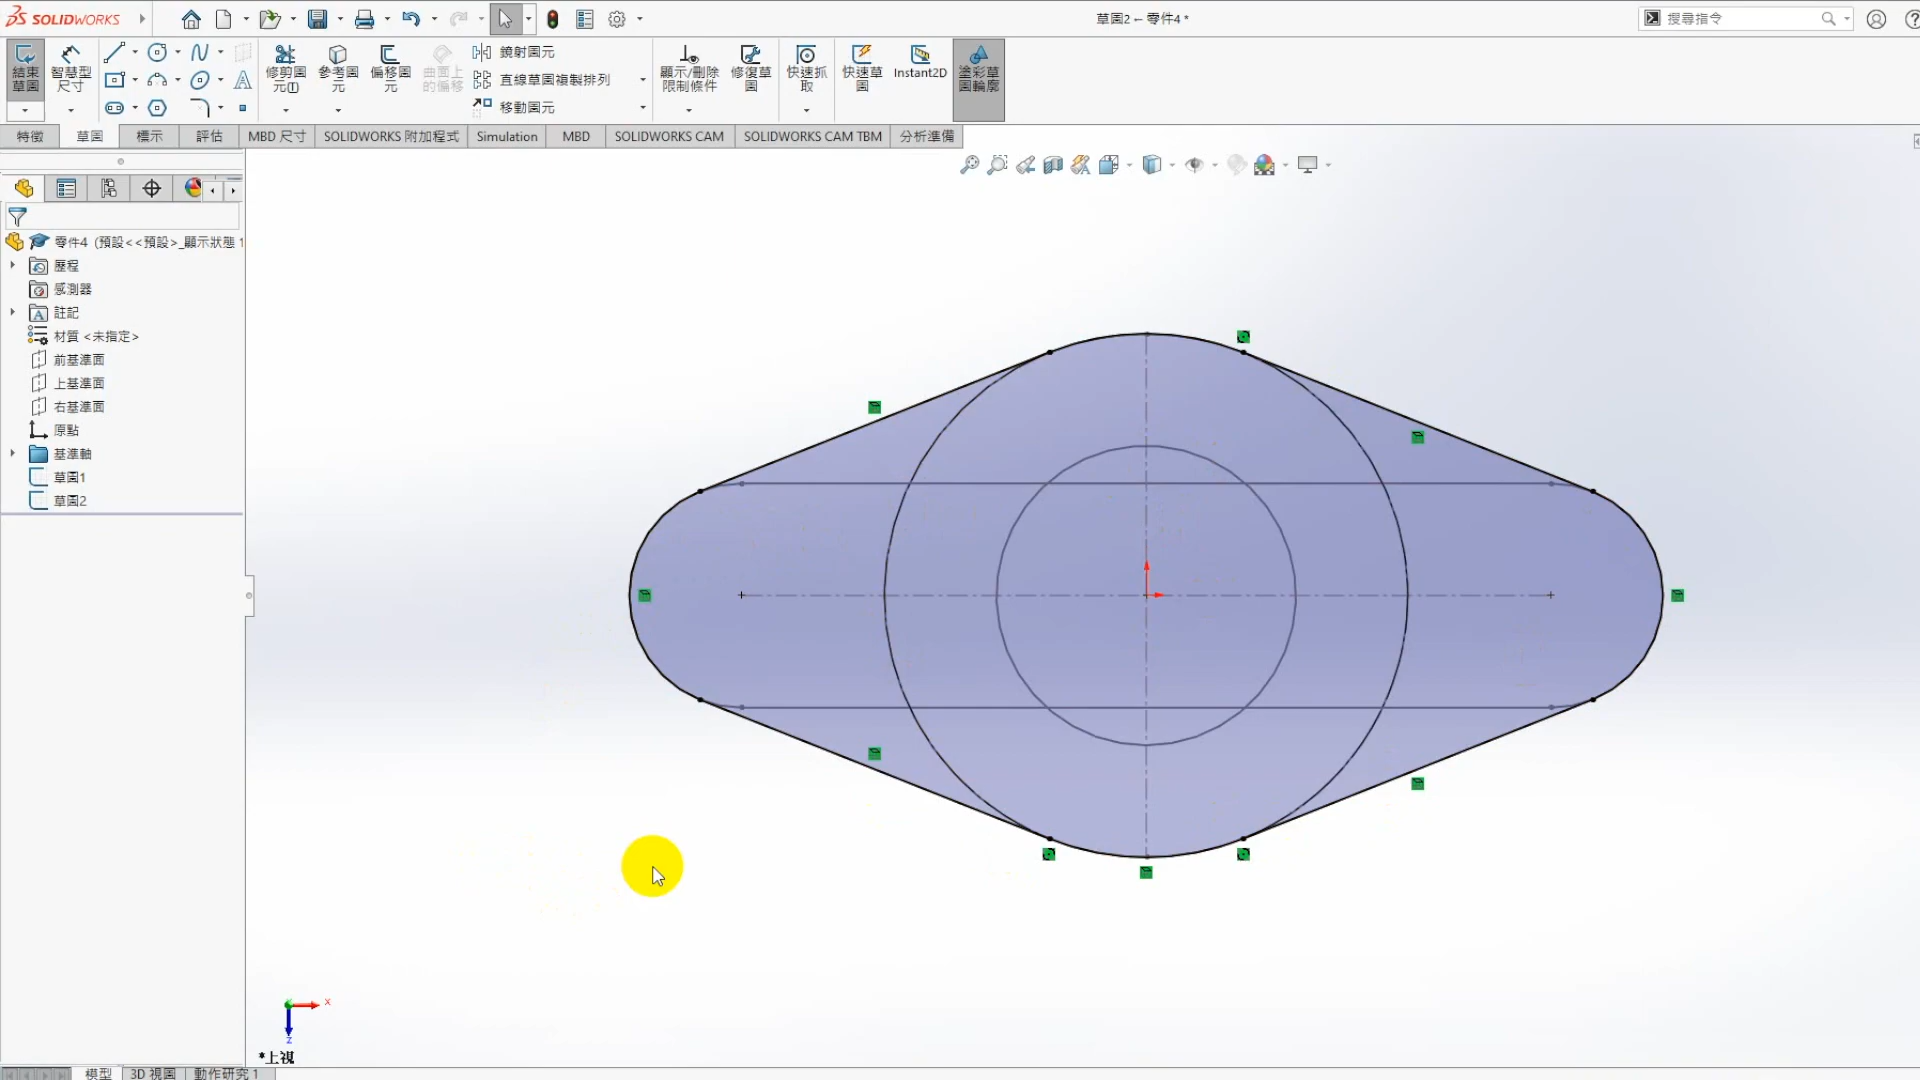 SOLIDWORKS
草圖2 ← 零件4 *
搜尋指令
結束草圖
智慧型尺寸
修剪圖元(T)
參考圖元
偏移圖元
曲面上的偏移
鏡射圖元
直線草圖複製排列
移動圖元
顯示/刪除限制條件
修復草圖
快速抓取
快速草圖
Instant2D
塗彩草圖輪廓
特徵
草圖
標示
評估
MBD 尺寸
SOLIDWORKS 附加程式
Simulation
MBD
SOLIDWORKS CAM
SOLIDWORKS CAM TBM
分析準備
零件4 (預設<<預設>_顯示狀態 1
歷程
感測器
註記
材質 <未指定>
前基準面
上基準面
右基準面
原點
基準軸
草圖1
草圖2
X
Z
*上視
模型
3D 視圖
動作研究 1